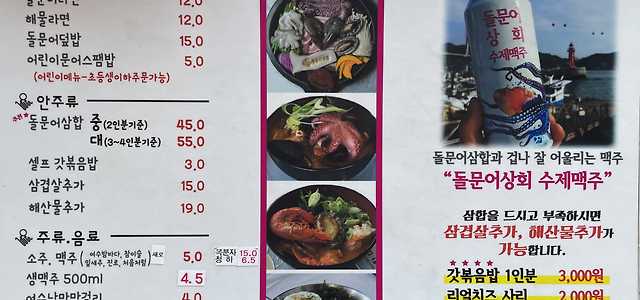 12.0
해물라면 12.0
돌문어덮밥 15.0
어린이문어스팸밥 5.0
(어린이메뉴-초등생이하주문가능)
안주류
추천 돌문어삼합 중(2인분기준) 45.0
대(3~4인분기준) 55.0
셀프 갓볶음밥 3.0
삼겹살추가 15.0
해산물추가 19.0
주류.음료
소주. 맥주 (여수밤바다, 참이슬 잎새주, 진로, 처음처럼) 새로 5.0
복분자 15.0
청하 6.5
생맥주 500ml 4.5
여수낭만막걸리 4.0
돌문어
상회
수제맥주
돌문어삼합과 겁나 잘 어울리는 맥주
"돌문어상회 수제맥주"
삼합을 드시고 부족하시면
삼겹살추가, 해산물추가가
가능합니다.
갓볶음밥 1인분 3,000원
리얼치즈 사리 2,000원